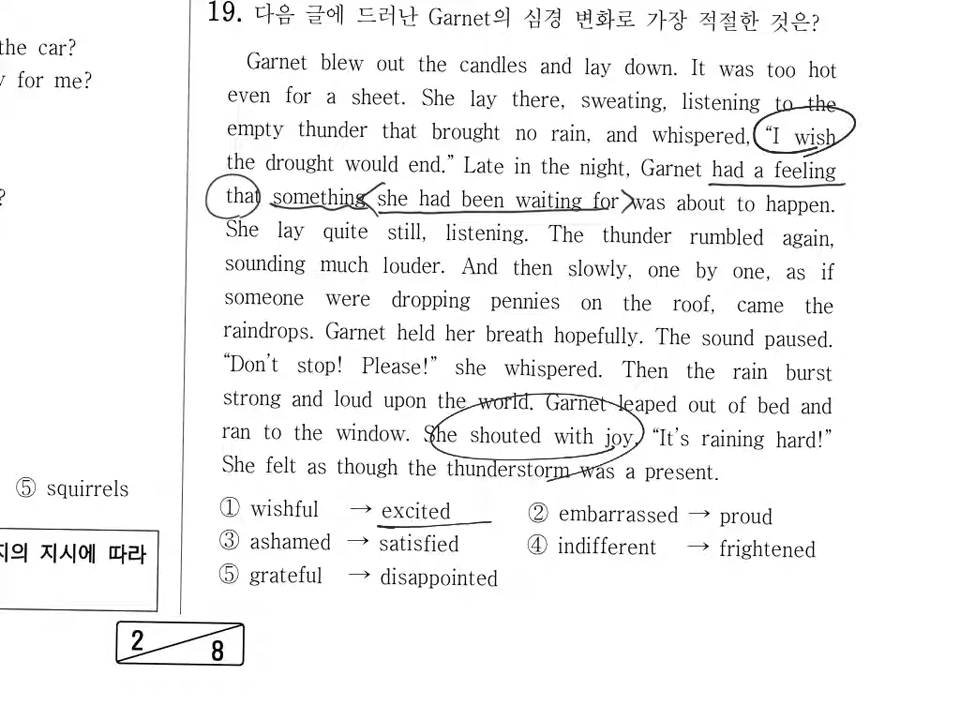 the car?
for me?
?
⑤ squirrels
지의 지시에 따라
19. 다음 글에 드러난 Garnet의 심경 변화로 가장 적절한 것은?
Garnet blew out the candles and lay down. It was too hot
even for a sheet. She lay there, sweating, listening to the
empty thunder that brought no rain, and whispered, “I wish
the drought would end.” Late in the night, Garnet had a feeling
that something she had been waiting for was about to happen.
She lay quite still, listening. The thunder rumbled again,
sounding much louder. And then slowly, one by one, as if
someone were dropping pennies on the roof, came the
raindrops. Garnet held her breath hopefully. The sound paused.
“Don’t stop! Please!” she whispered. Then the rain burst
strong and loud upon the world. Garnet leaped out of bed and
ran to the window. She shouted with joy, “It’s raining hard!”
She felt as though the thunderstorm was a present.
① wishful → excited ② embarrassed → proud
③ ashamed → satisfied ④ indifferent → frightened
⑤ grateful → disappointed
2 8